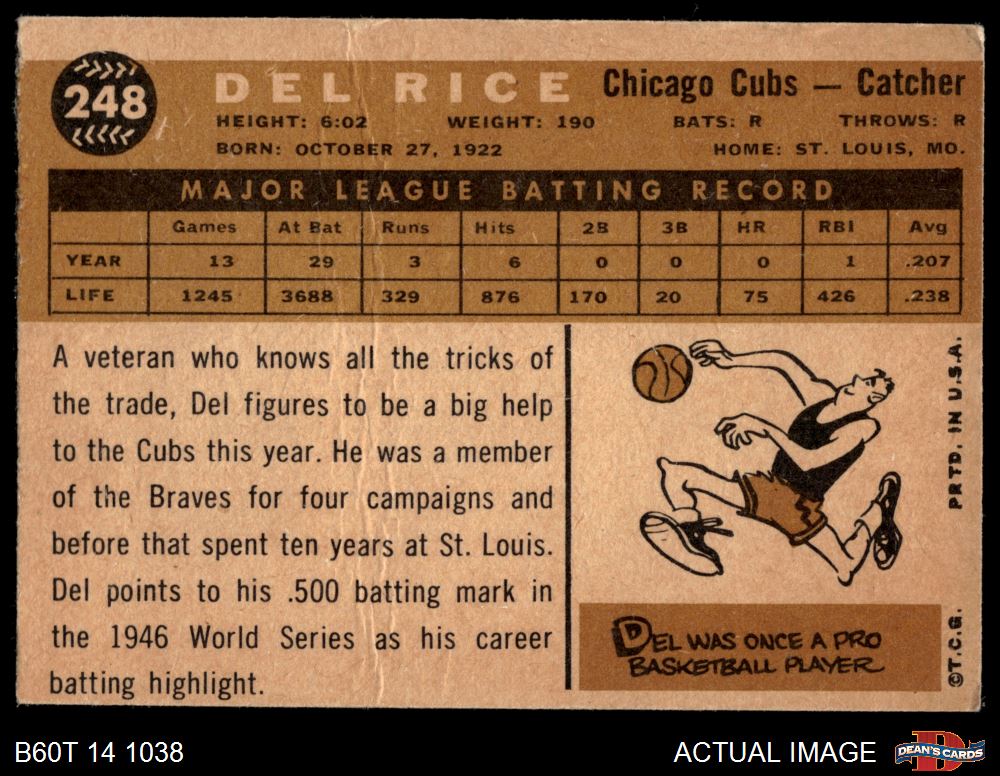 248
DEL RICE Chicago Cubs — Catcher
HEIGHT: 6:02 WEIGHT: 190 BATS: R THROWS: R
BORN: OCTOBER 27, 1922 HOME: ST. LOUIS, MO.
MAJOR LEAGUE BATTING RECORD
Games At Bat Runs Hits 2B 3B HR RBI Avg
YEAR 13 29 3 6 0 0 0 1 .207
LIFE 1245 3688 329 876 170 20 75 426 .238
A veteran who knows all the tricks of
the trade, Del figures to be a big help
to the Cubs this year. He was a member
of the Braves for four campaigns and
before that spent ten years at St. Louis.
Del points to his .500 batting mark in
the 1946 World Series as his career
batting highlight.
DEL WAS ONCE A PRO
BASKETBALL PLAYER
PRTD. IN U.S.A.
©T.C.G.
B60T 14 1038
ACTUAL IMAGE
DEAN'S CARDS